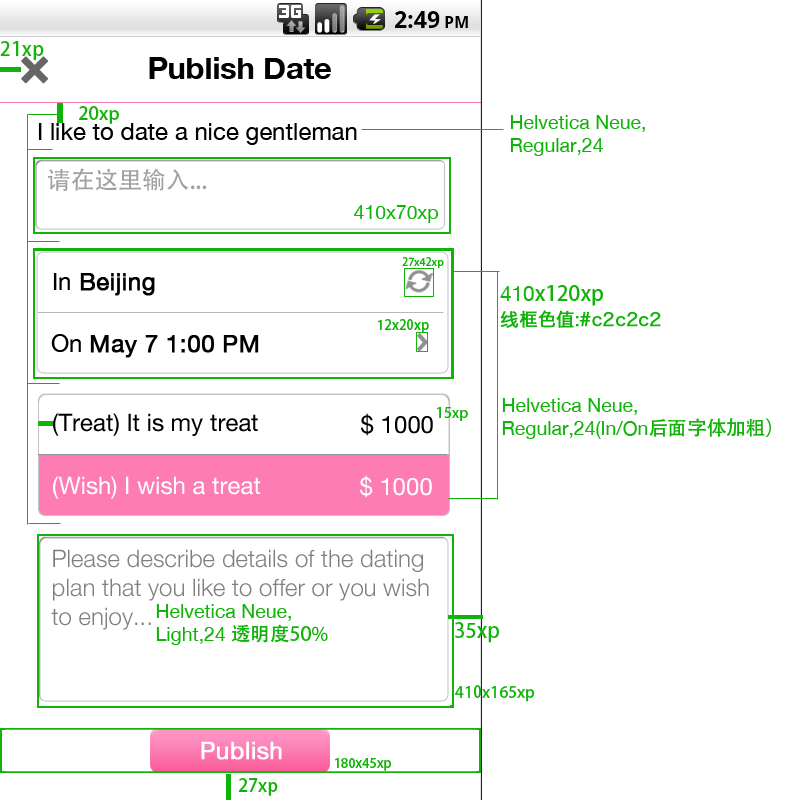 3G 2:49 PM
21xp
Publish Date
20xp
I like to date a nice gentleman
Helvetica Neue,
Regular,24
请在这里输入...
410x70xp
27x42xp
In Beijing
410x120xp
线框色值:#c2c2c2
12x20xp
On May 7 1:00 PM
15xp
(Treat) It is my treat $ 1000
Helvetica Neue,
Regular,24(In/On后面字体加粗）
(Wish) I wish a treat $ 1000
Please describe details of the dating
plan that you like to offer or you wish
to enjoy...
Helvetica Neue,
Light,24 透明度50%
35xp
410x165xp
Publish
180x45xp
27xp